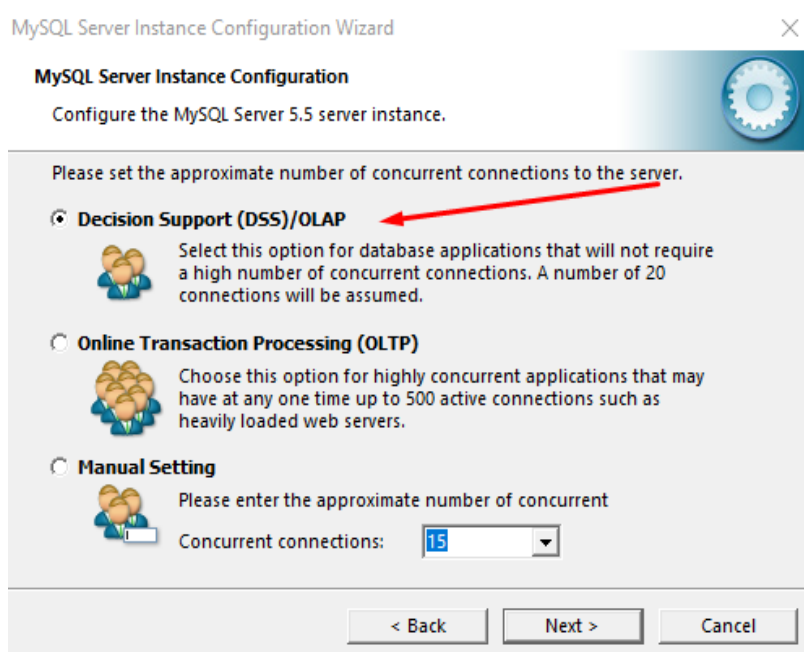 MySQL Server Instance Configuration Wizard
MySQL Server Instance Configuration
Configure the MySQL Server 5.5 server instance.
Please set the approximate number of concurrent connections to the server.
Decision Support (DSS)/OLAP
Select this option for database applications that will not require
a high number of concurrent connections. A number of 20
connections will be assumed.
Online Transaction Processing (OLTP)
Choose this option for highly concurrent applications that may
have at any one time up to 500 active connections such as
heavily loaded web servers.
Manual Setting
Please enter the approximate number of concurrent
Concurrent connections: 15
< Back Next > Cancel